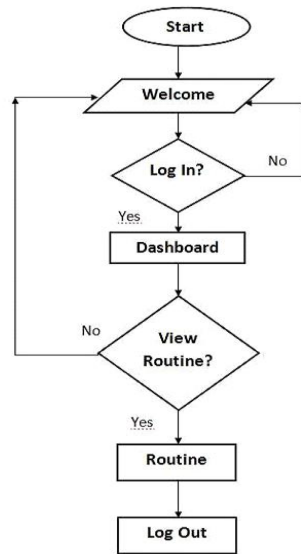 Start
Welcome
Log In?
No
Yes
Dashboard
No
View
Routine?
Yes
Routine
Log Out